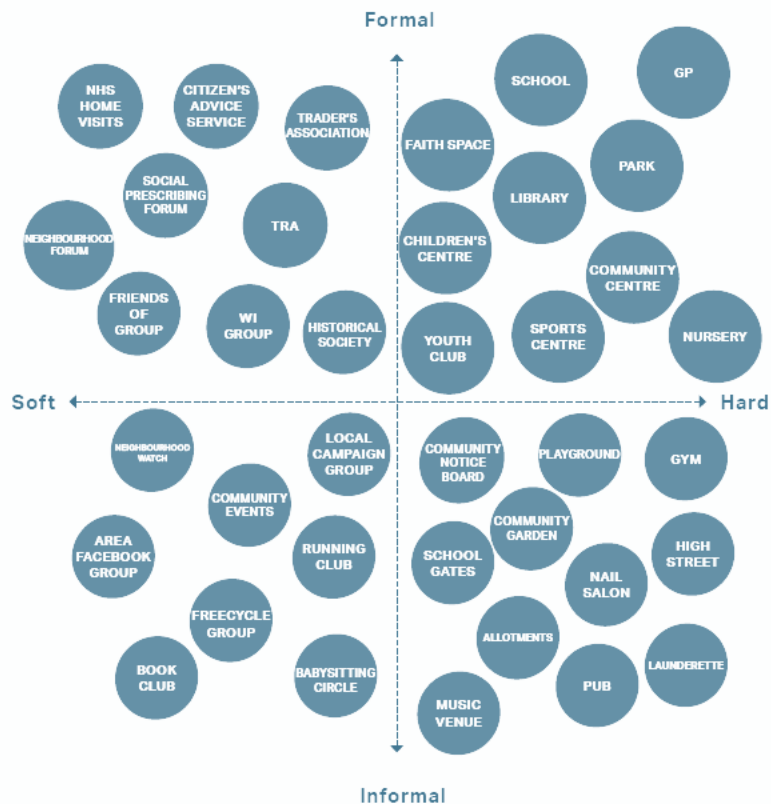 Formal
NHS
HOME
VISITS
CITIZEN'S
ADVICE
SERVICE
TRADER'S
ASSOCIATION
SOCIAL
PRESCRIBING
FORUM
TRA
NEIGHBOURHOOD
FORUM
FRIENDS
OF
GROUP
WI
GROUP
HISTORICAL
SOCIETY
SCHOOL
GP
FAITH SPACE
PARK
LIBRARY
CHILDREN'S
CENTRE
COMMUNITY
CENTRE
YOUTH
CLUB
SPORTS
CENTRE
NURSERY
Soft
Hard
NEIGHBOURHOOD
WATCH
LOCAL
CAMPAIGN
GROUP
COMMUNITY
EVENTS
AREA
FACEBOOK
GROUP
RUNNING
CLUB
FREECYCLE
GROUP
BOOK
CLUB
BABYSITTING
CIRCLE
COMMUNITY
NOTICE
BOARD
PLAYGROUND
GYM
COMMUNITY
GARDEN
SCHOOL
GATES
HIGH
STREET
NAIL
SALON
ALLOTMENTS
LAUNDERETTE
PUB
MUSIC
VENUE
Informal